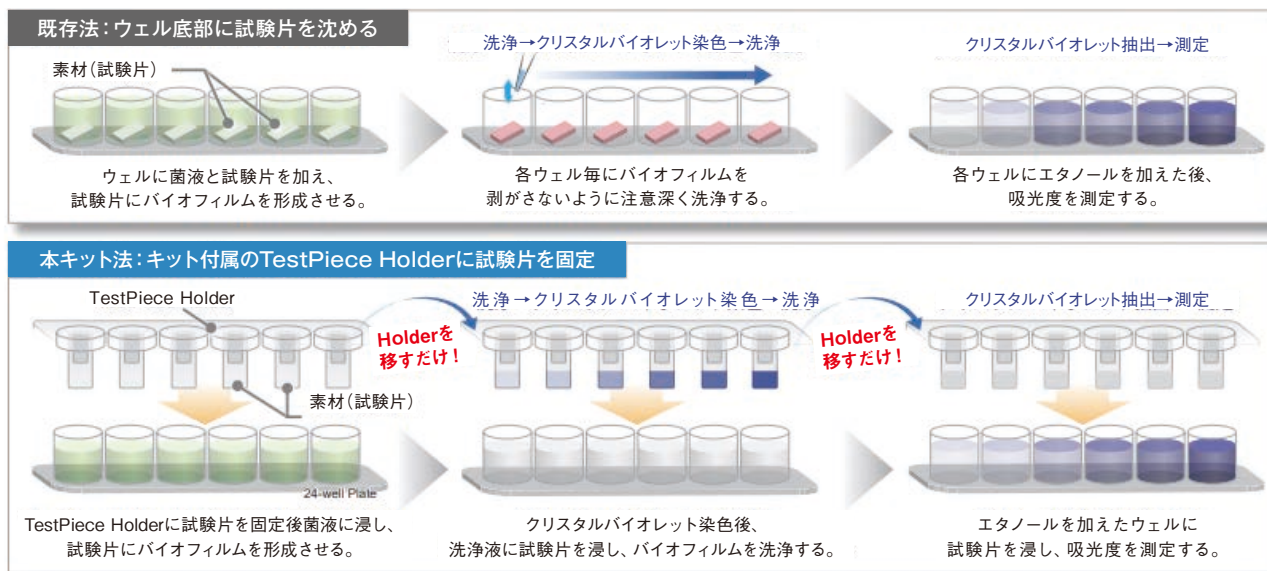 既存法：ウェル底部に試験片を沈める
素材（試験片）
洗浄→クリスタルバイオレット染色→洗浄
クリスタルバイオレット抽出→測定
ウェルに菌液と試験片を加え、
試験片にバイオフィルムを形成させる。
各ウェル毎にバイオフィルムを
剥がさないように注意深く洗浄する。
各ウェルにエタノールを加えた後、
吸光度を測定する。
本キット法：キット付属のTestPiece Holderに試験片を固定
TestPiece Holder
洗浄→クリスタルバイオレット染色→洗浄
クリスタルバイオレット抽出→測定
Holderを
移すだけ！
Holderを
移すだけ！
素材（試験片）
24-well Plate
TestPiece Holderに試験片を固定後菌液に浸し、
試験片にバイオフィルムを形成させる。
クリスタルバイオレット染色後、
洗浄液に試験片を浸し、バイオフィルムを洗浄する。
エタノールを加えたウェルに
試験片を浸し、吸光度を測定する。